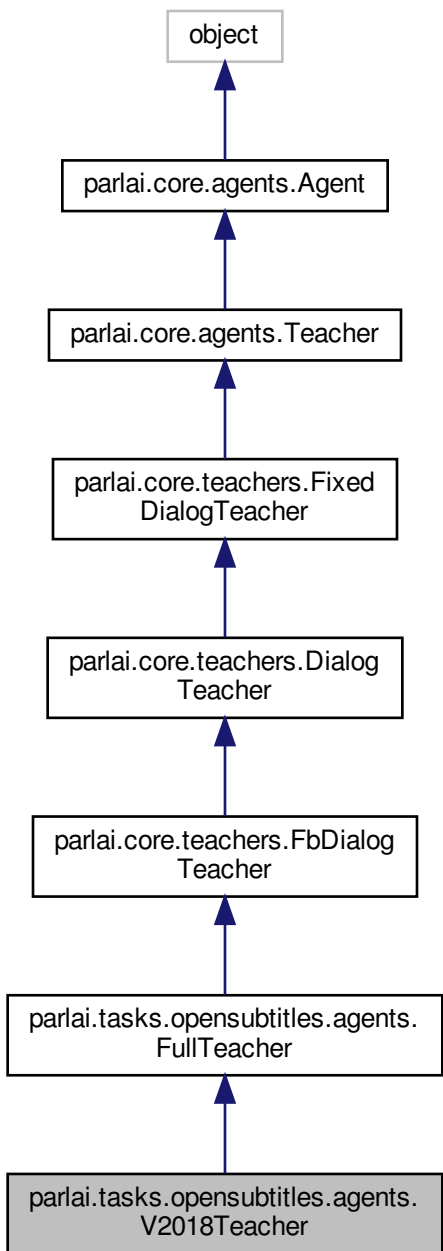 object
parlai.core.agents.Agent
parlai.core.agents.Teacher
parlai.core.teachers.Fixed
DialogTeacher
parlai.core.teachers.Dialog
Teacher
parlai.core.teachers.FbDialog
Teacher
parlai.tasks.opensubtitles.agents.
FullTeacher
parlai.tasks.opensubtitles.agents.
V2018Teacher